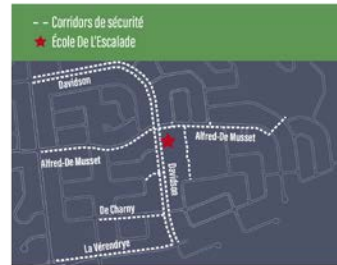 Corridors de sécurité
École De L'Escalade
Davidson
Alfred-De Musset
Alfred-De Musset
Davidson
De Charny
La Vérendrye